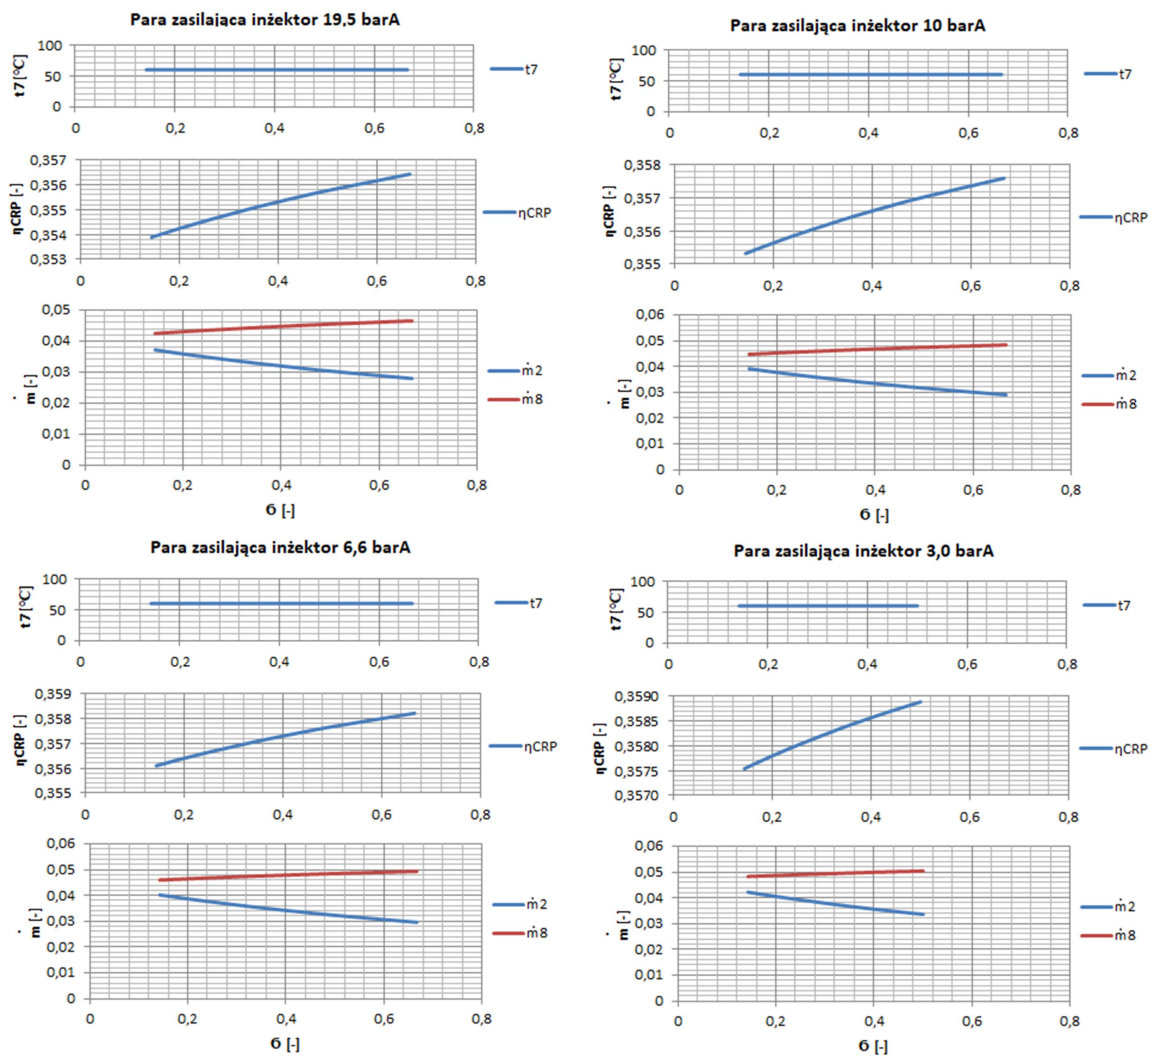 Para zasilająca inżektor 19,5 barA
t7 [°C]
100
50
0
0 0,2 0,4 0,6 0,8
t7
ηCRP [-]
0,357
0,356
0,355
0,354
0,353
0 0,2 0,4 0,6 0,8
ηCRP
ṁ [-]
0,05
0,04
0,03
0,02
0,01
0
0 0,2 0,4 0,6 0,8
ṁ2
ṁ8
б [-]
Para zasilająca inżektor 10 barA
t7 [°C]
100
50
0
0 0,2 0,4 0,6 0,8
t7
ηCRP [-]
0,358
0,357
0,356
0,355
0 0,2 0,4 0,6 0,8
ηCRP
ṁ [-]
0,06
0,05
0,04
0,03
0,02
0,01
0
0 0,2 0,4 0,6 0,8
ṁ2
ṁ8
б [-]
Para zasilająca inżektor 6,6 barA
t7 [°C]
100
50
0
0 0,2 0,4 0,6 0,8
t7
ηCRP [-]
0,359
0,358
0,357
0,356
0,355
0 0,2 0,4 0,6 0,8
ηCRP
ṁ [-]
0,06
0,05
0,04
0,03
0,02
0,01
0
0 0,2 0,4 0,6 0,8
ṁ2
ṁ8
б [-]
Para zasilająca inżektor 3,0 barA
t7 [°C]
100
50
0
0 0,2 0,4 0,6 0,8
t7
ηCRP [-]
0,3590
0,3585
0,3580
0,3575
0,3570
0 0,2 0,4 0,6 0,8
ηCRP
ṁ [-]
0,06
0,05
0,04
0,03
0,02
0,01
0
0 0,2 0,4 0,6 0,8
ṁ2
ṁ8
б [-]